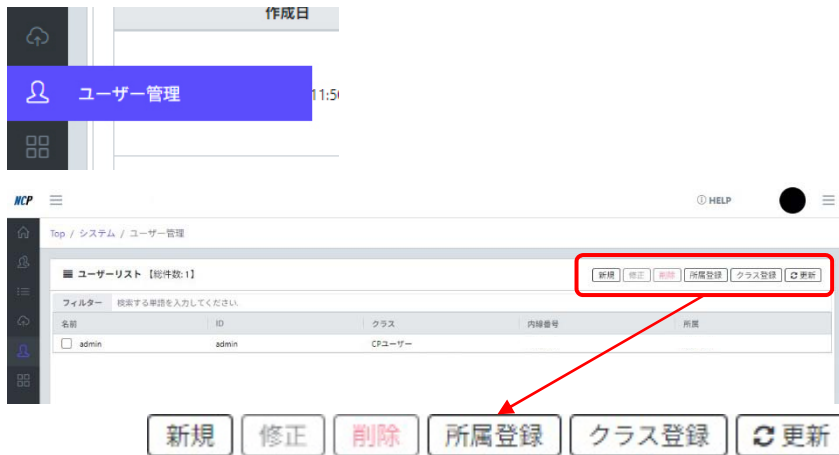 作成日
ユーザー管理
11:50
NCP
HELP
Top / システム / ユーザー管理
ユーザーリスト 【総件数:1】 新規 修正 削除 所属登録 クラス登録 更新
フィルター 検索する単語を入力してください.
名前 ID クラス 内線番号 所属
admin admin CPユーザー
新規 修正 削除 所属登録 クラス登録 更新